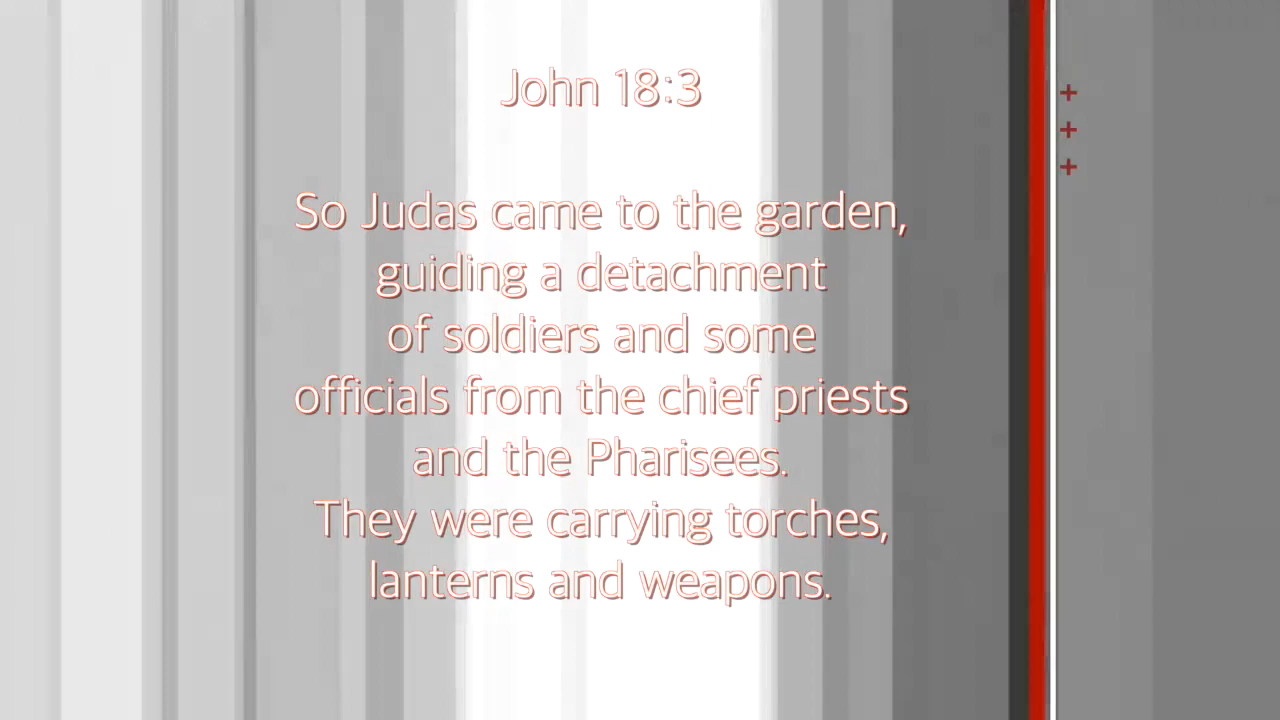 John 18:3
So Judas came to the garden,
guiding a detachment
of soldiers and some
officials from the chief priests
and the Pharisees.
They were carrying torches,
lanterns and weapons.